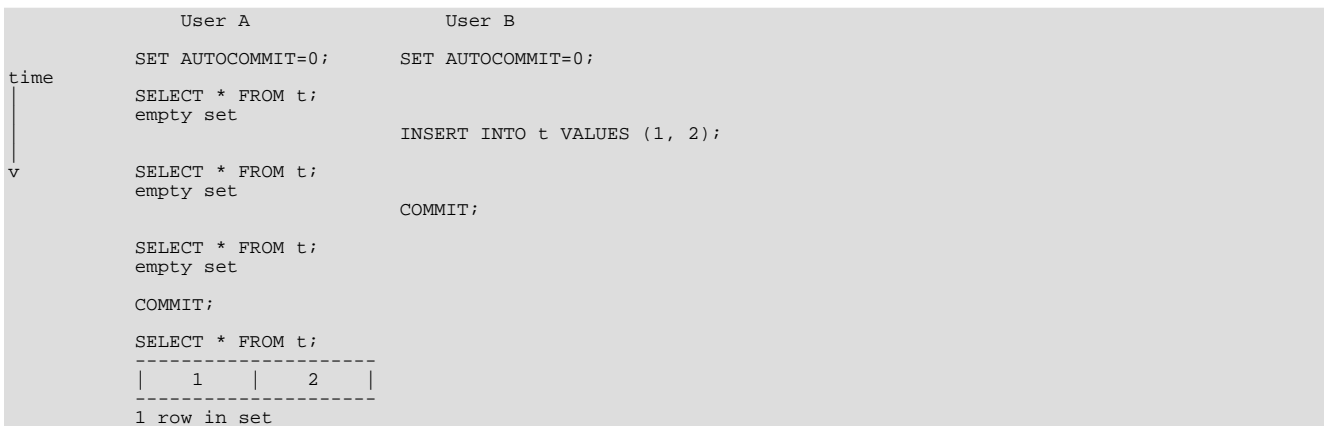 User A User B
SET AUTOCOMMIT=0; SET AUTOCOMMIT=0;
time
| SELECT * FROM t;
| empty set
| INSERT INTO t VALUES (1, 2);
|
v SELECT * FROM t;
empty set
COMMIT;
SELECT * FROM t;
empty set
COMMIT;
SELECT * FROM t;
---------------------
| 1 | 2 |
---------------------
1 row in set